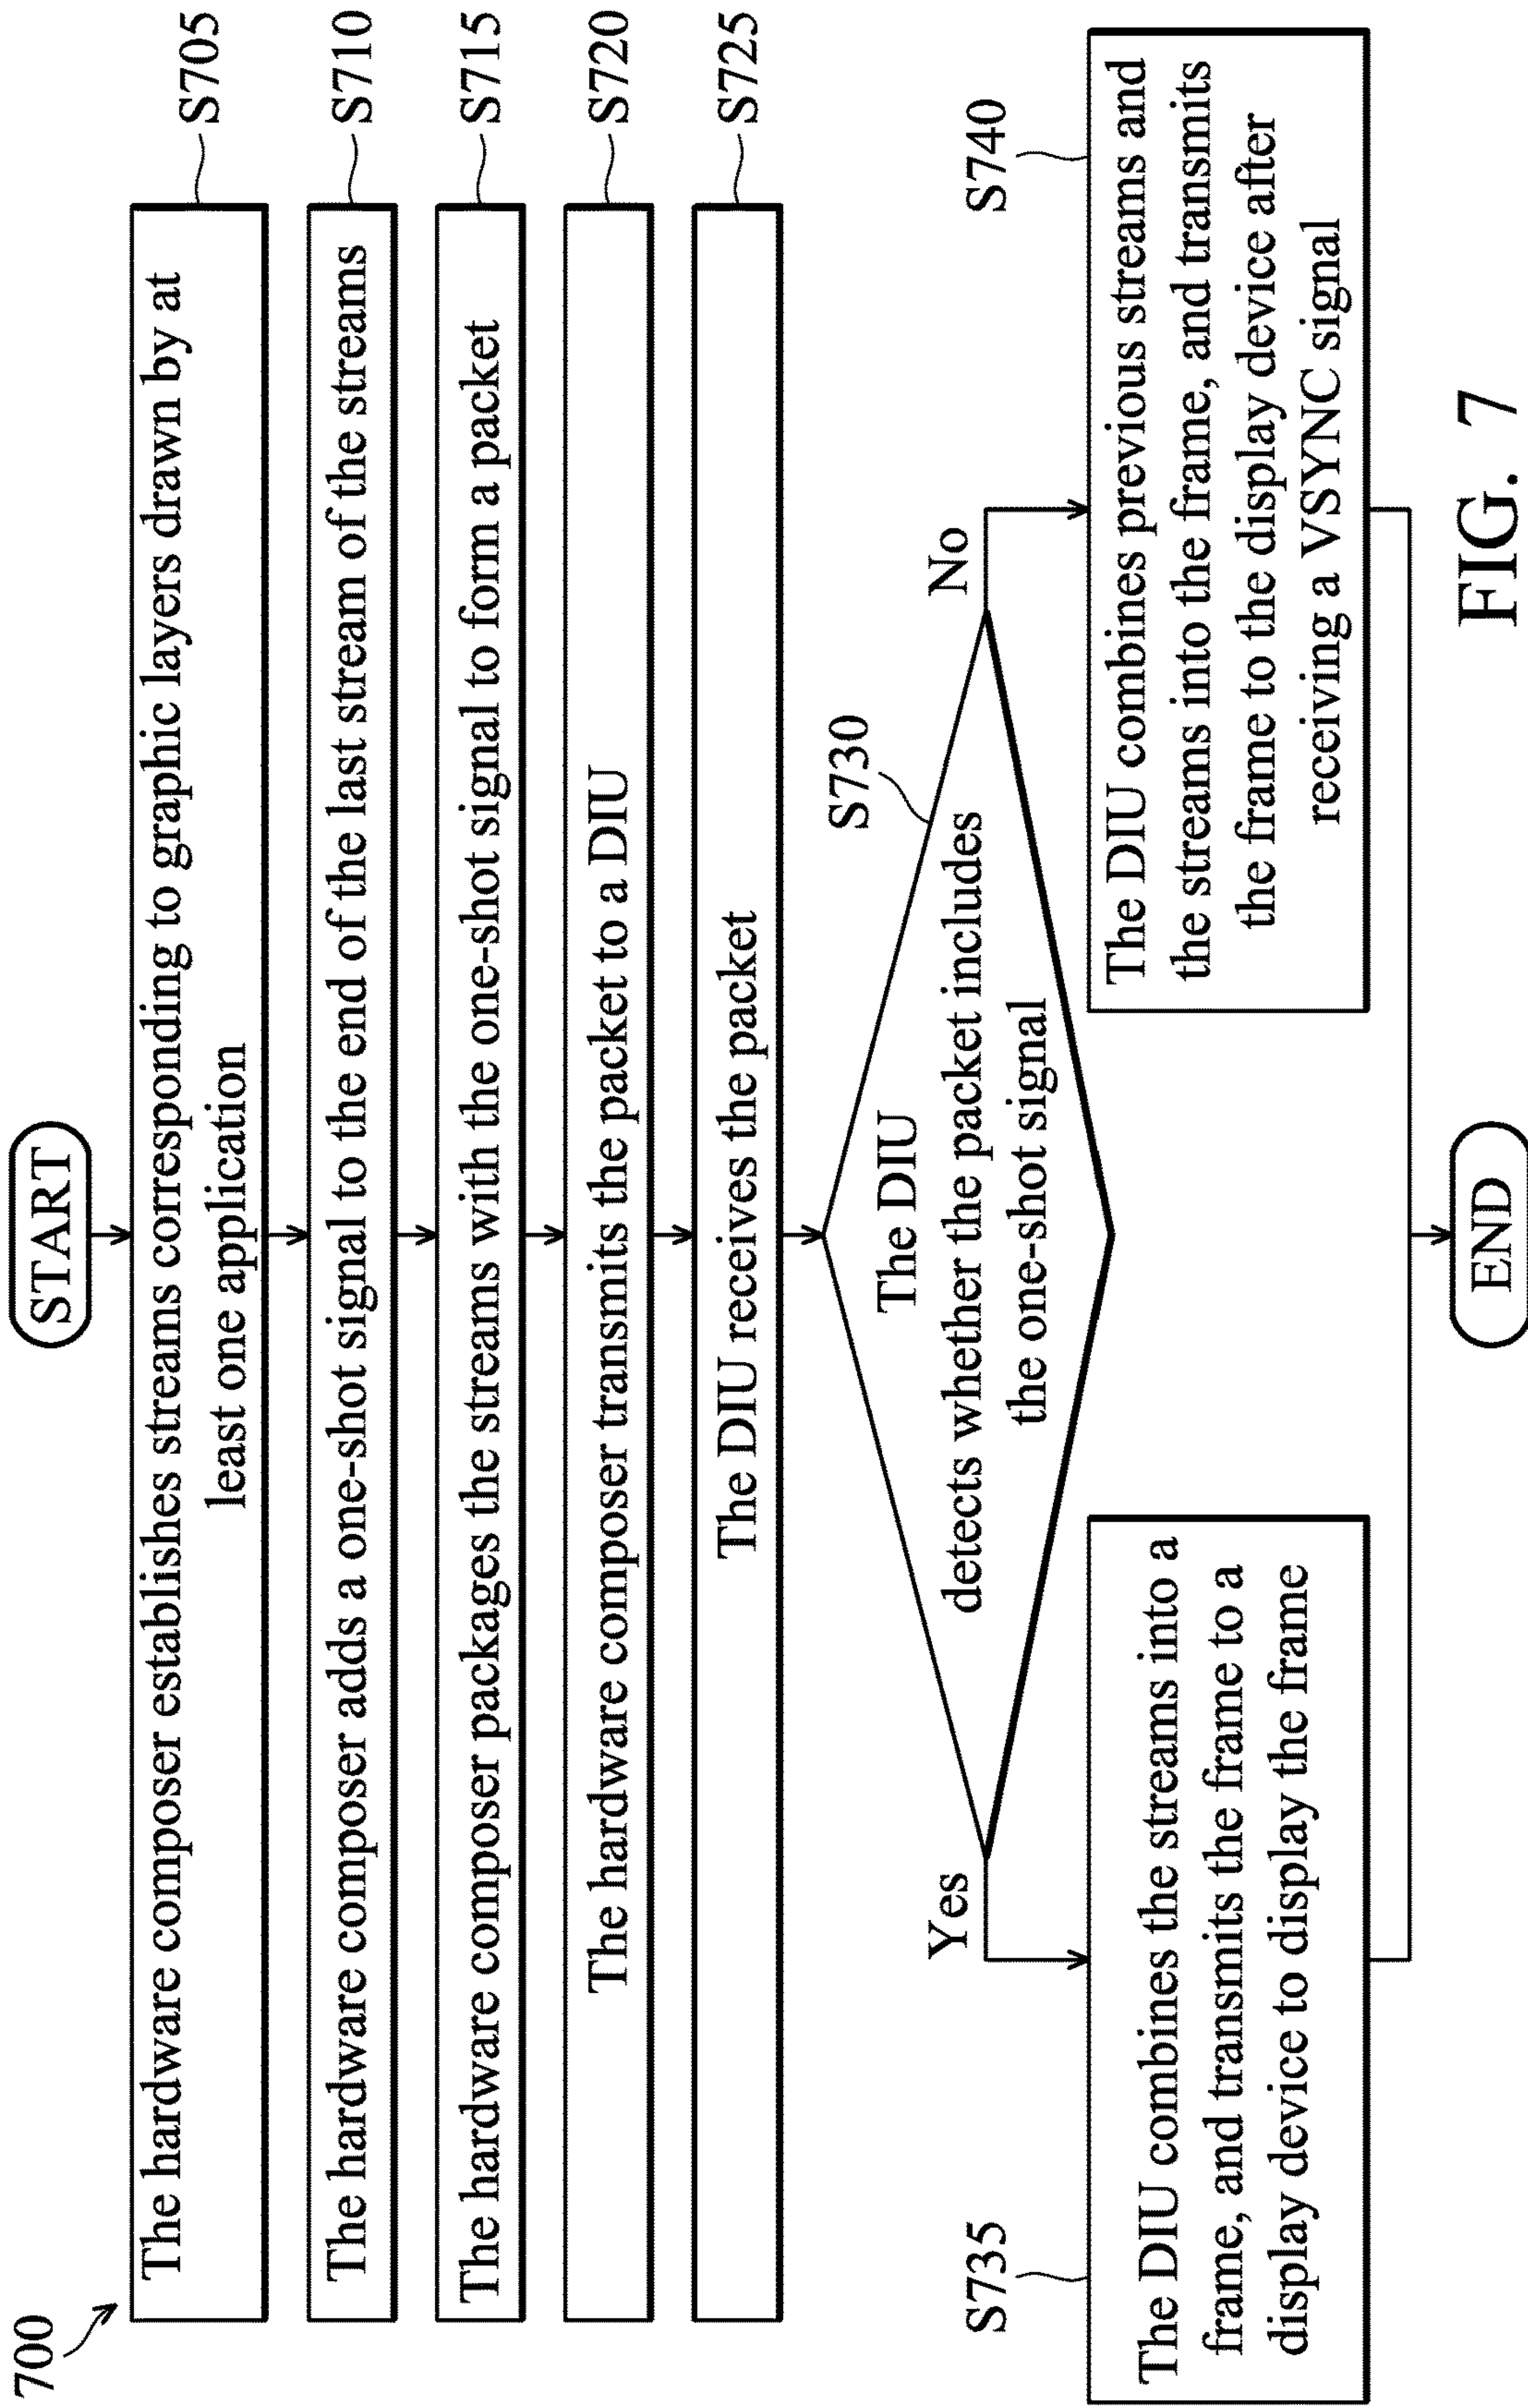 700
START
The hardware composer establishes streams corresponding to graphic layers drawn by at
least one application
S705
The hardware composer adds a one-shot signal to the end of the last stream of the streams
S710
The hardware composer packages the streams with the one-shot signal to form a packet
S715
The hardware composer transmits the packet to a DIU
S720
The DIU receives the packet
S725
S730
The DIU
detects whether the packet includes
the one-shot signal
Yes
No
S735
The DIU combines the streams into a
frame, and transmits the frame to a
display device to display the frame
S740
The DIU combines previous streams and
the streams into the frame, and transmits
the frame to the display device after
receiving a VSYNC signal
END
FIG. 7